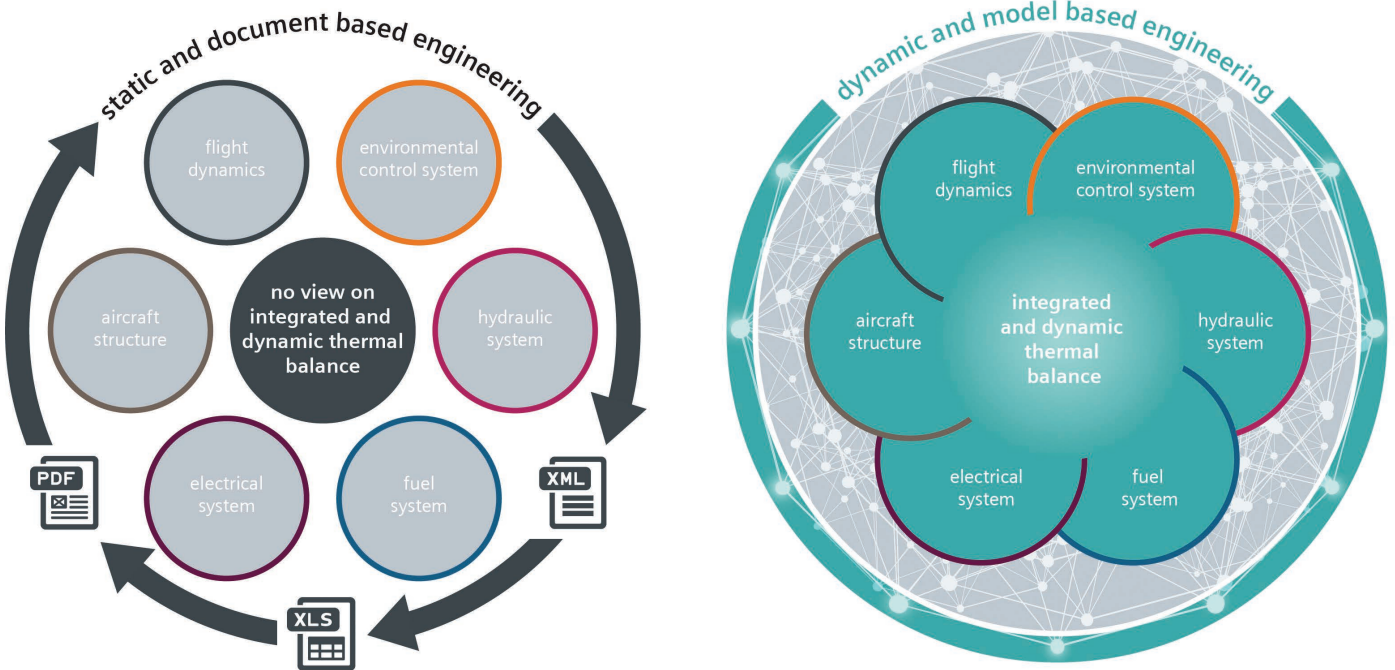 static and document based engineering
flight
dynamics
environmental
control system
aircraft
structure
no view on
integrated and
dynamic thermal
balance
hydraulic
system
electrical
system
fuel
system
PDF
XML
XLS
dynamic and model based engineering
flight
dynamics
environmental
control system
aircraft
structure
integrated
and dynamic
thermal
balance
hydraulic
system
electrical
system
fuel
system